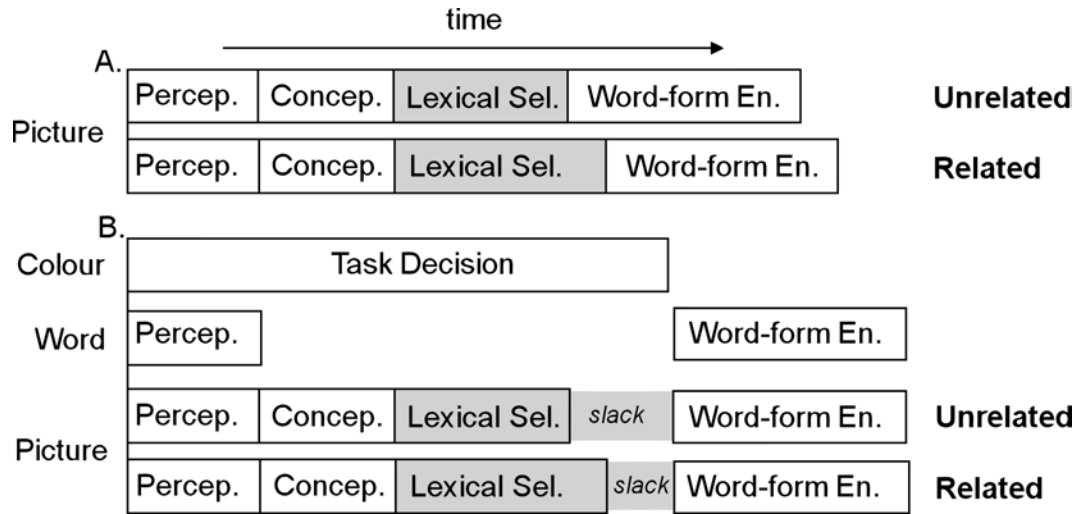 time
A.
Percep. Concep. Lexical Sel. Word-form En. Unrelated
Picture
Percep. Concep. Lexical Sel. Word-form En. Related
B.
Colour Task Decision
Word Percep. Word-form En.
Percep. Concep. Lexical Sel. slack Word-form En. Unrelated
Picture
Percep. Concep. Lexical Sel. slack Word-form En. Related